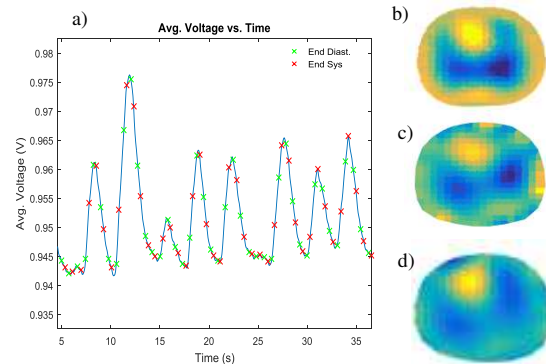 a)
Avg. Voltage vs. Time
End Diast.
End Sys
0.98
0.975
0.97
0.965
0.96
0.955
0.95
0.945
0.94
0.935
Avg. Voltage (V)
5 10 15 20 25 30 35
Time (s)
b)
c)
d)